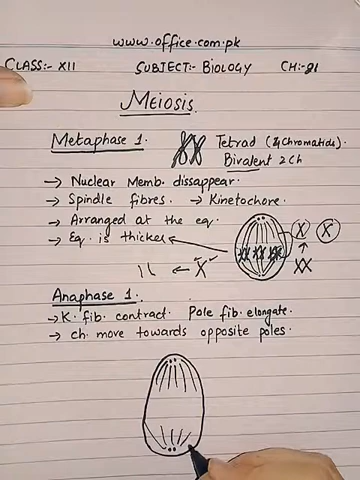 www.office.com.pk
CLASS:- XII SUBJECT:- BIOLOGY CH:- 21
MEIOSIS
Metaphase 1. Tetrad (4 chromatids).
Bivalent 2 Ch
→ Nuclear Memb. dissappear.
→ Spindle fibres. → Kinetochore.
→ Arranged at the eq.
→ Eq. is thicker
Anaphase 1.
→ K. fib. contract. Pole fib. elongate.
→ ch. move towards opposite poles.